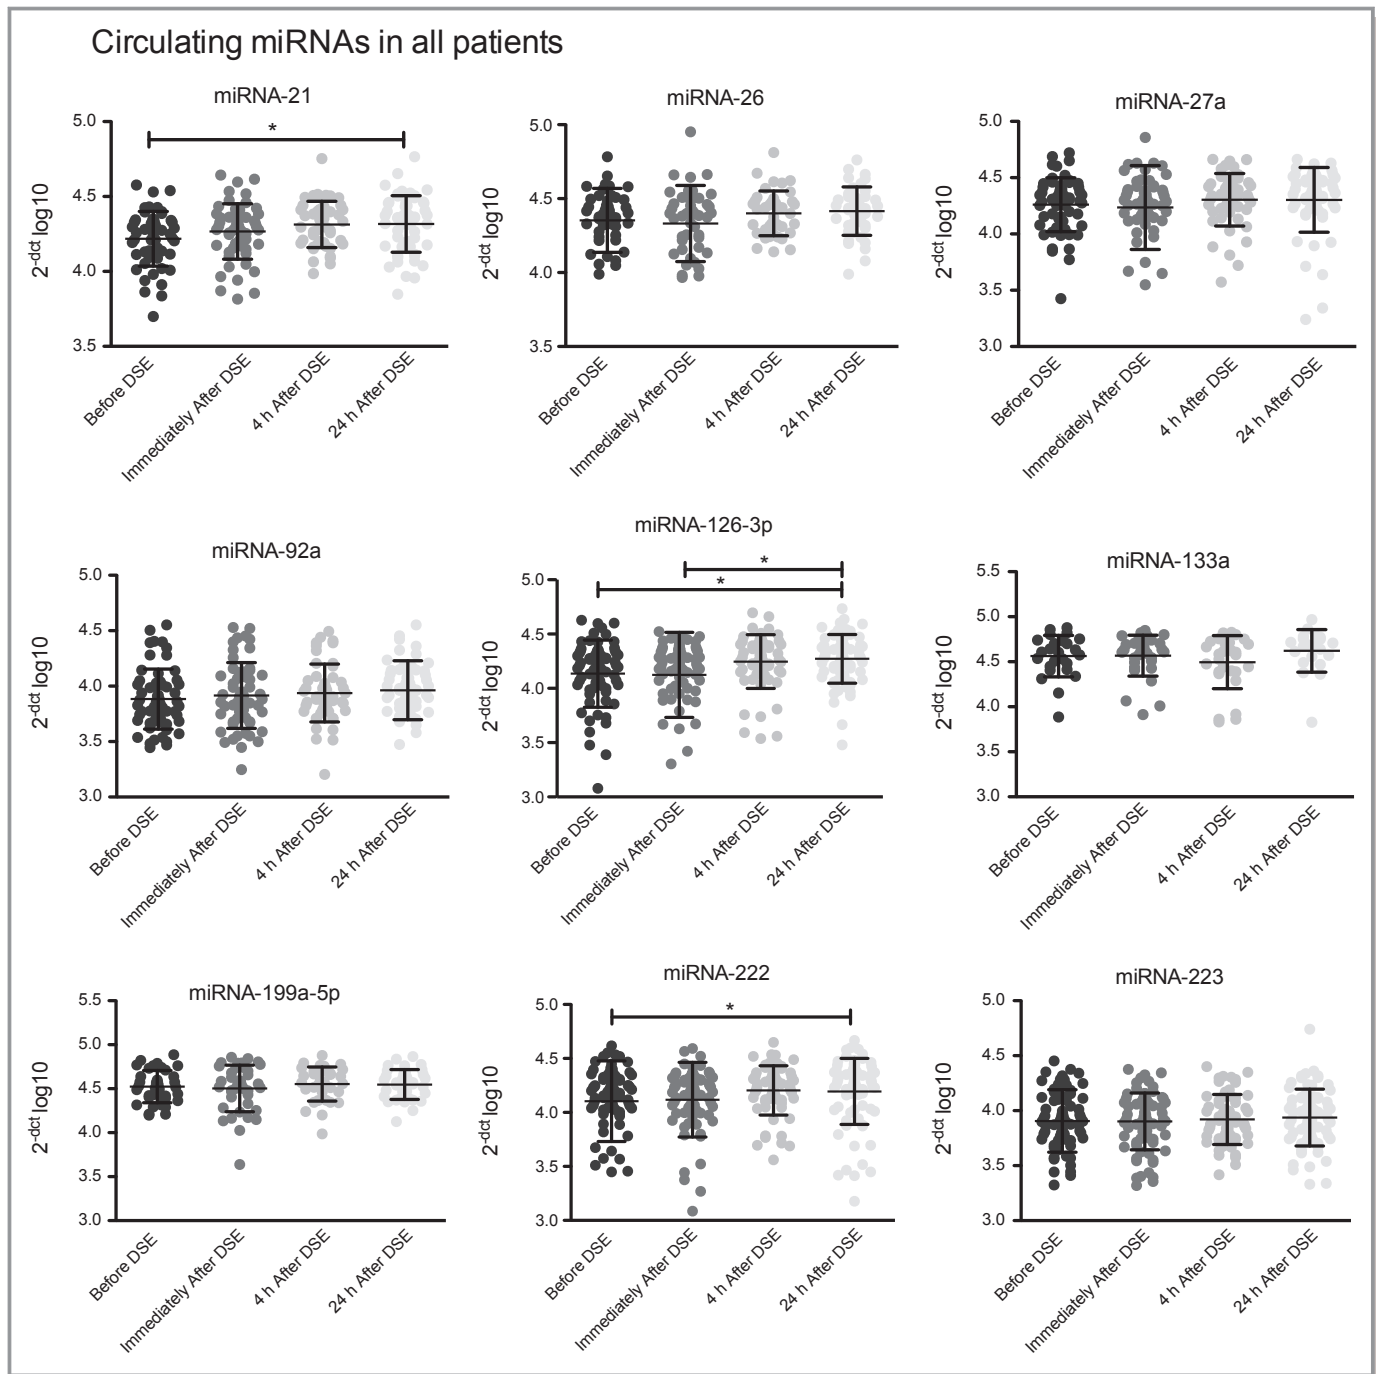 Circulating miRNAs in all patients
miRNA-21
*
2-dct log10
5.0
4.5
4.0
3.5
Before DSE
Immediately After DSE
4 h After DSE
24 h After DSE
miRNA-26
2-dct log10
5.0
4.5
4.0
3.5
Before DSE
Immediately After DSE
4 h After DSE
24 h After DSE
miRNA-27a
2-dct log10
5.0
4.5
4.0
3.5
3.0
Before DSE
Immediately After DSE
4 h After DSE
24 h After DSE
miRNA-92a
2-dct log10
5.0
4.5
4.0
3.5
3.0
Before DSE
Immediately After DSE
4 h After DSE
24 h After DSE
miRNA-126-3p
*
*
2-dct log10
5.0
4.5
4.0
3.5
3.0
Before DSE
Immediately After DSE
4 h After DSE
24 h After DSE
miRNA-133a
2-dct log10
5.5
5.0
4.5
4.0
3.5
3.0
Before DSE
Immediately After DSE
4 h After DSE
24 h After DSE
miRNA-199a-5p
2-dct log10
5.5
5.0
4.5
4.0
3.5
3.0
Before DSE
Immediately After DSE
4 h After DSE
24 h After DSE
miRNA-222
*
2-dct log10
5.0
4.5
4.0
3.5
3.0
Before DSE
Immediately After DSE
4 h After DSE
24 h After DSE
miRNA-223
2-dct log10
5.0
4.5
4.0
3.5
3.0
Before DSE
Immediately After DSE
4 h After DSE
24 h After DSE